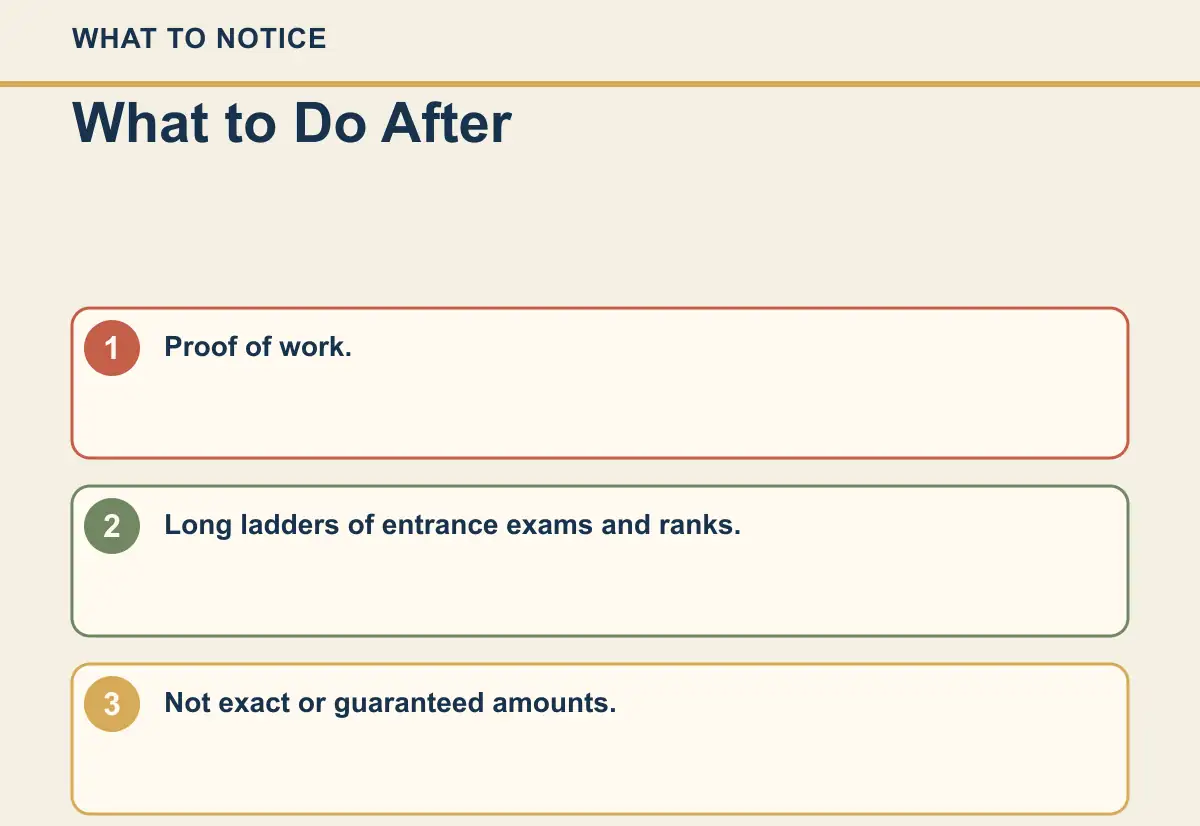 WHAT TO NOTICE
What to Do After
1
Proof of work.
2
Long ladders of entrance exams and ranks.
3
Not exact or guaranteed amounts.